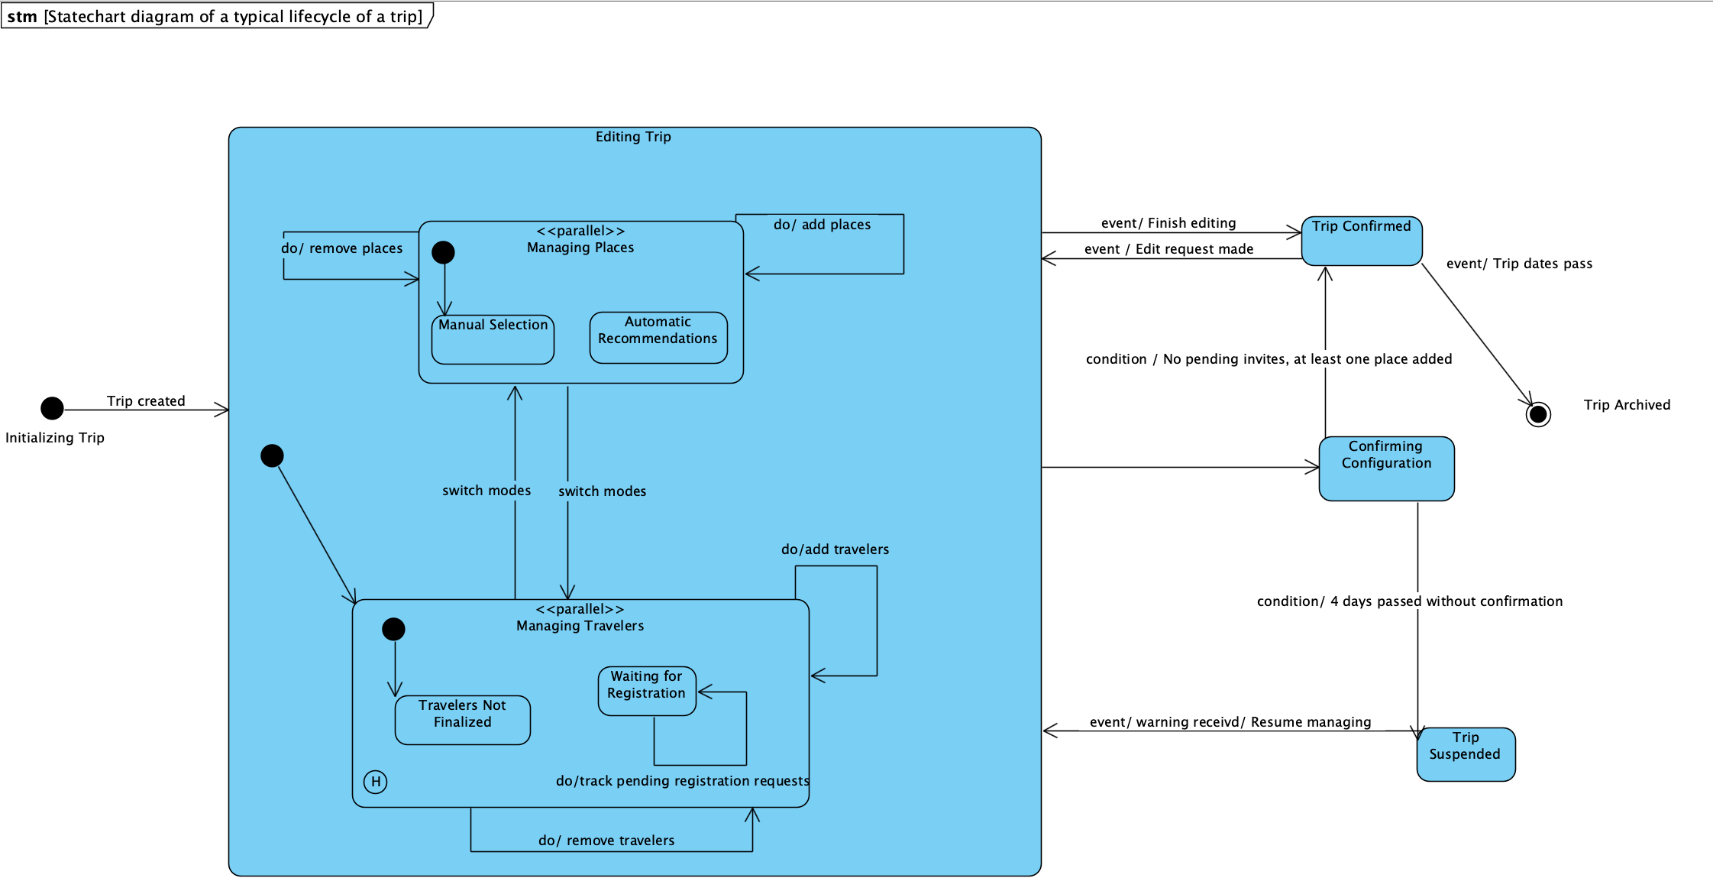 stm [Statechart diagram of a typical lifecycle of a trip]
Editing Trip
<<parallel>>
Managing Places
do/ remove places
do/ add places
Manual Selection
Automatic
Recommendations
event/ Finish editing
Trip Confirmed
event / Edit request made
event/ Trip dates pass
condition / No pending invites, at least one place added
Trip created
Initializing Trip
Trip Archived
Confirming
Configuration
switch modes
switch modes
do/add travelers
<<parallel>>
Managing Travelers
Waiting for
Registration
Travelers Not
Finalized
do/track pending registration requests
H
do/ remove travelers
condition/ 4 days passed without confirmation
event/ warning receivd/ Resume managing
Trip
Suspended